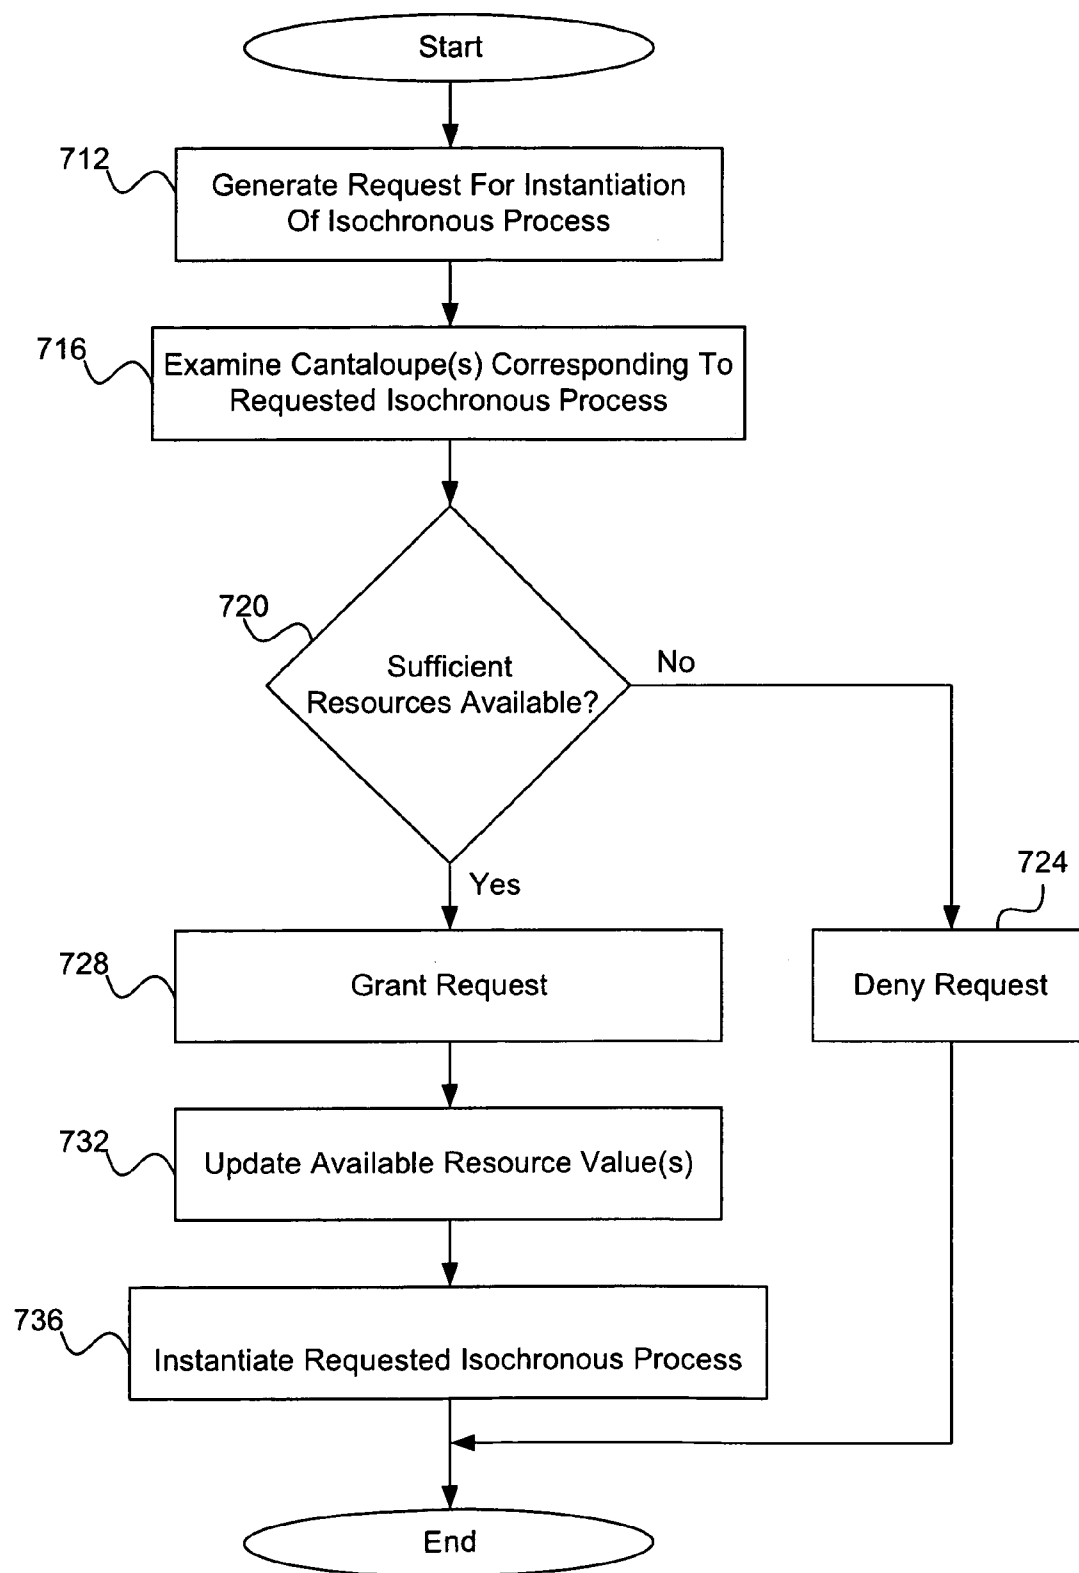 Start
712
Generate Request For Instantiation
Of Isochronous Process
716
Examine Cantaloupe(s) Corresponding To
Requested Isochronous Process
720
Sufficient
Resources Available?
No
Yes
724
728
Grant Request
Deny Request
732
Update Available Resource Value(s)
736
Instantiate Requested Isochronous Process
End